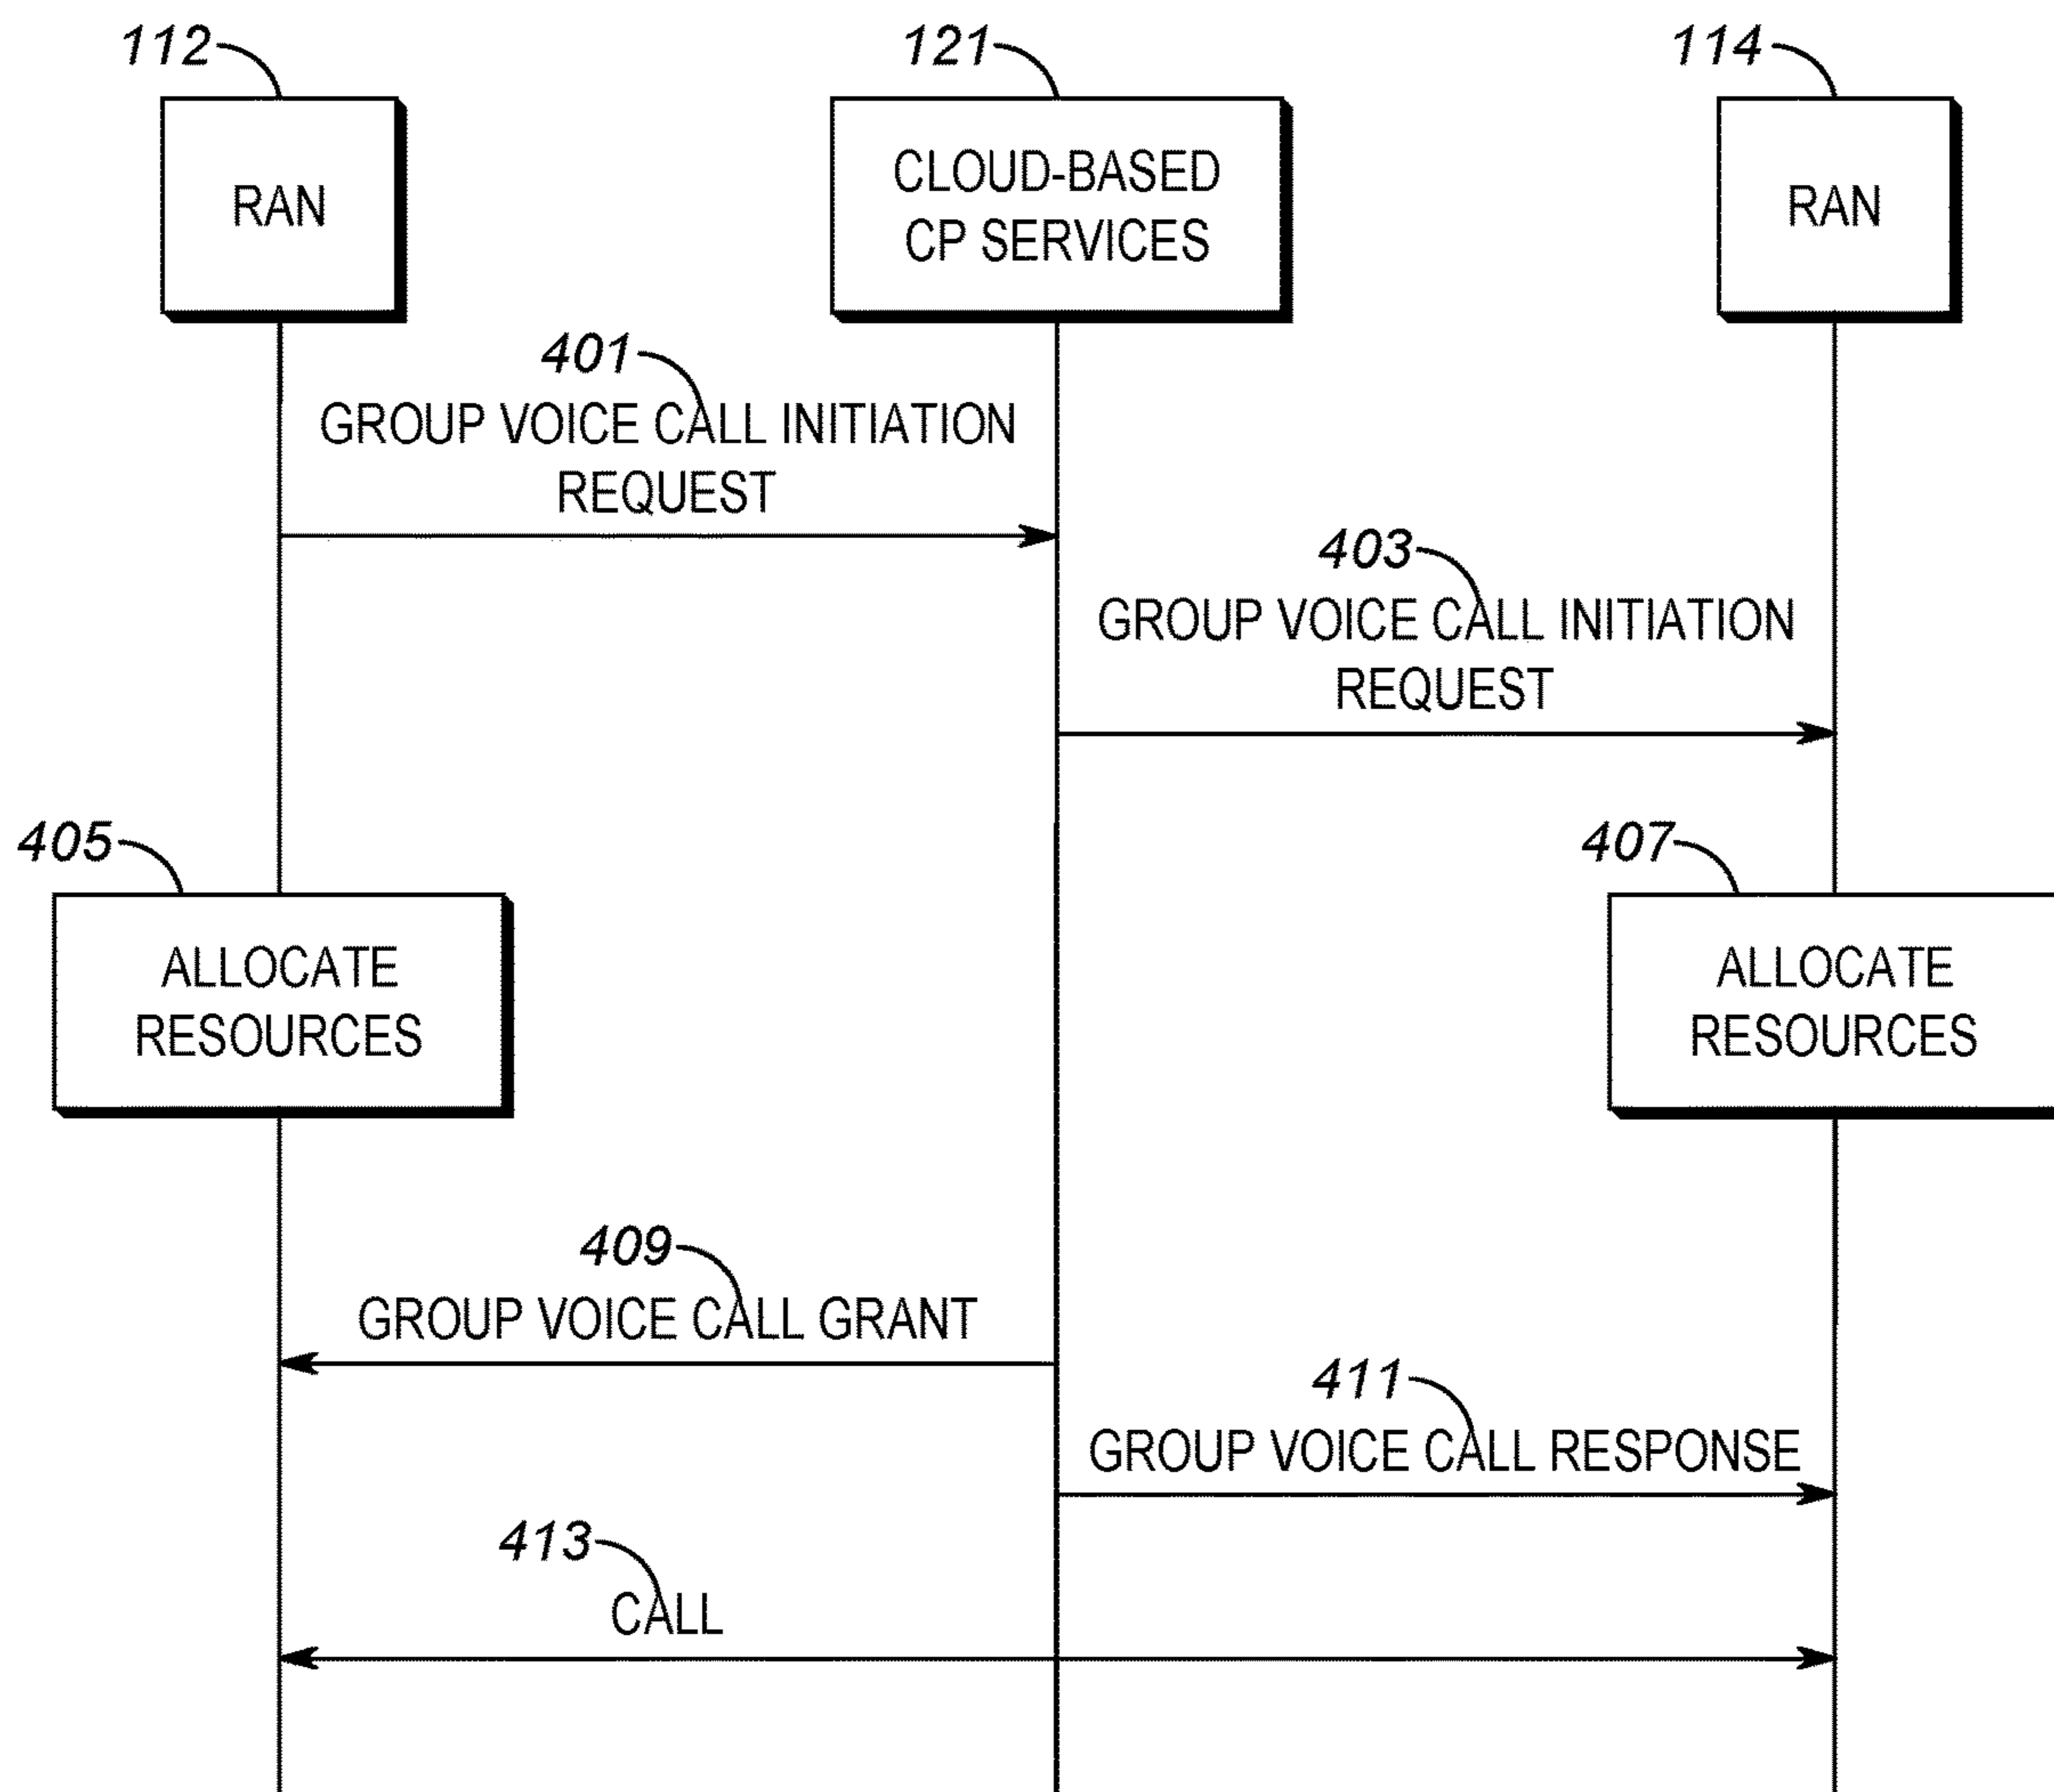 112
121
114
RAN
CLOUD-BASED
CP SERVICES
RAN
401
GROUP VOICE CALL INITIATION
REQUEST
403
GROUP VOICE CALL INITIATION
REQUEST
405
407
ALLOCATE
RESOURCES
ALLOCATE
RESOURCES
409
GROUP VOICE CALL GRANT
411
GROUP VOICE CALL RESPONSE
413
CALL